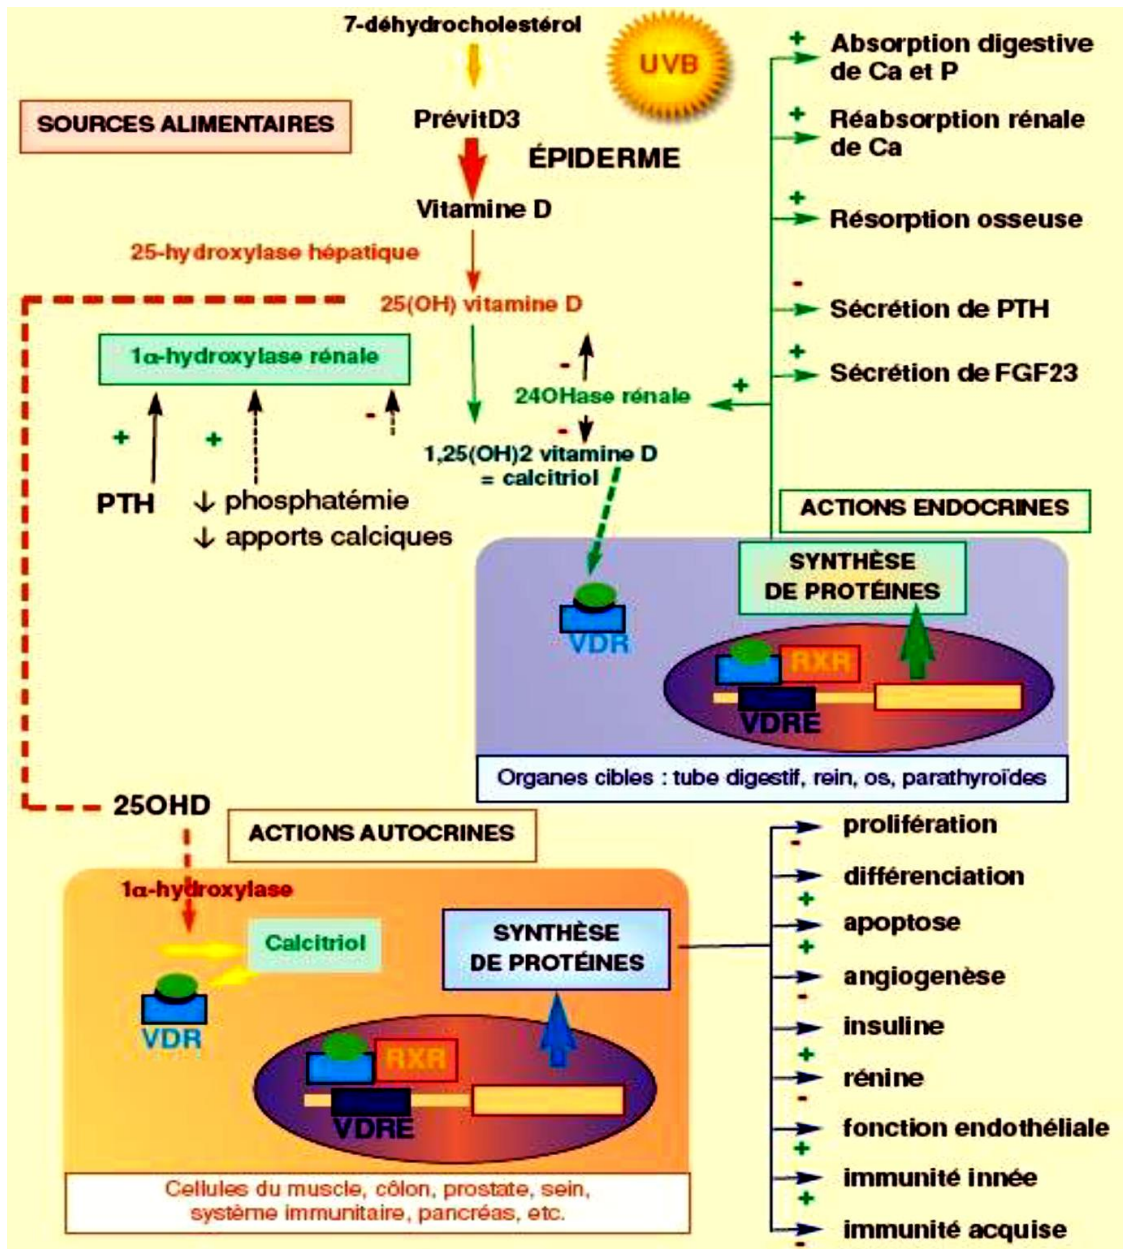 7-déhydrocholestérol
UVB
SOURCES ALIMENTAIRES
PrévitD3
ÉPIDERME
Vitamine D
25-hydroxylase hépatique
25(OH) vitamine D
1α-hydroxylase rénale
-
24OHase rénale
+
-
1,25(OH)2 vitamine D
= calcitriol
+
+
-
PTH
↓ phosphatémie
↓ apports calciques
+
Absorption digestive
de Ca et P
+
Réabsorption rénale
de Ca
+
Résorption osseuse
-
Sécrétion de PTH
+
Sécrétion de FGF23
ACTIONS ENDOCRINES
SYNTHÈSE
DE PROTÉINES
VDR
RXR
VDRE
Organes cibles : tube digestif, rein, os, parathyroïdes
25OHD
ACTIONS AUTOCRINES
1α-hydroxylase
Calcitriol
SYNTHÈSE
DE PROTÉINES
VDR
RXR
VDRE
Cellules du muscle, côlon, prostate, sein,
système immunitaire, pancréas, etc.
prolifération
-
différenciation
+
apoptose
+
angiogenèse
-
insuline
+
rénine
-
fonction endothéliale
+
immunité innée
+
immunité acquise
-